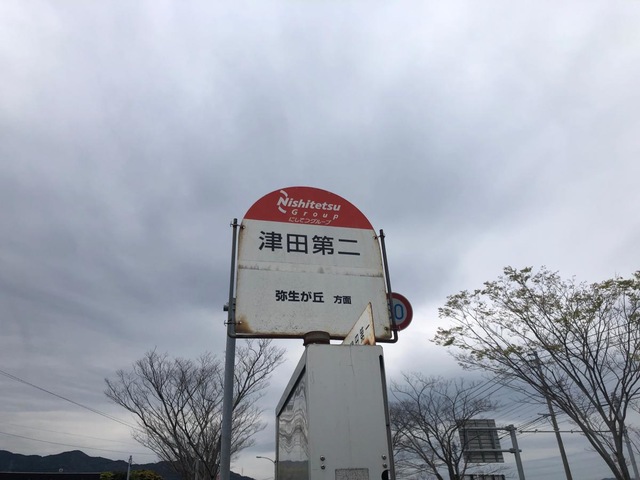 Nishitetsu
Group
にしてつグループ
津田第二
弥生が丘 方面